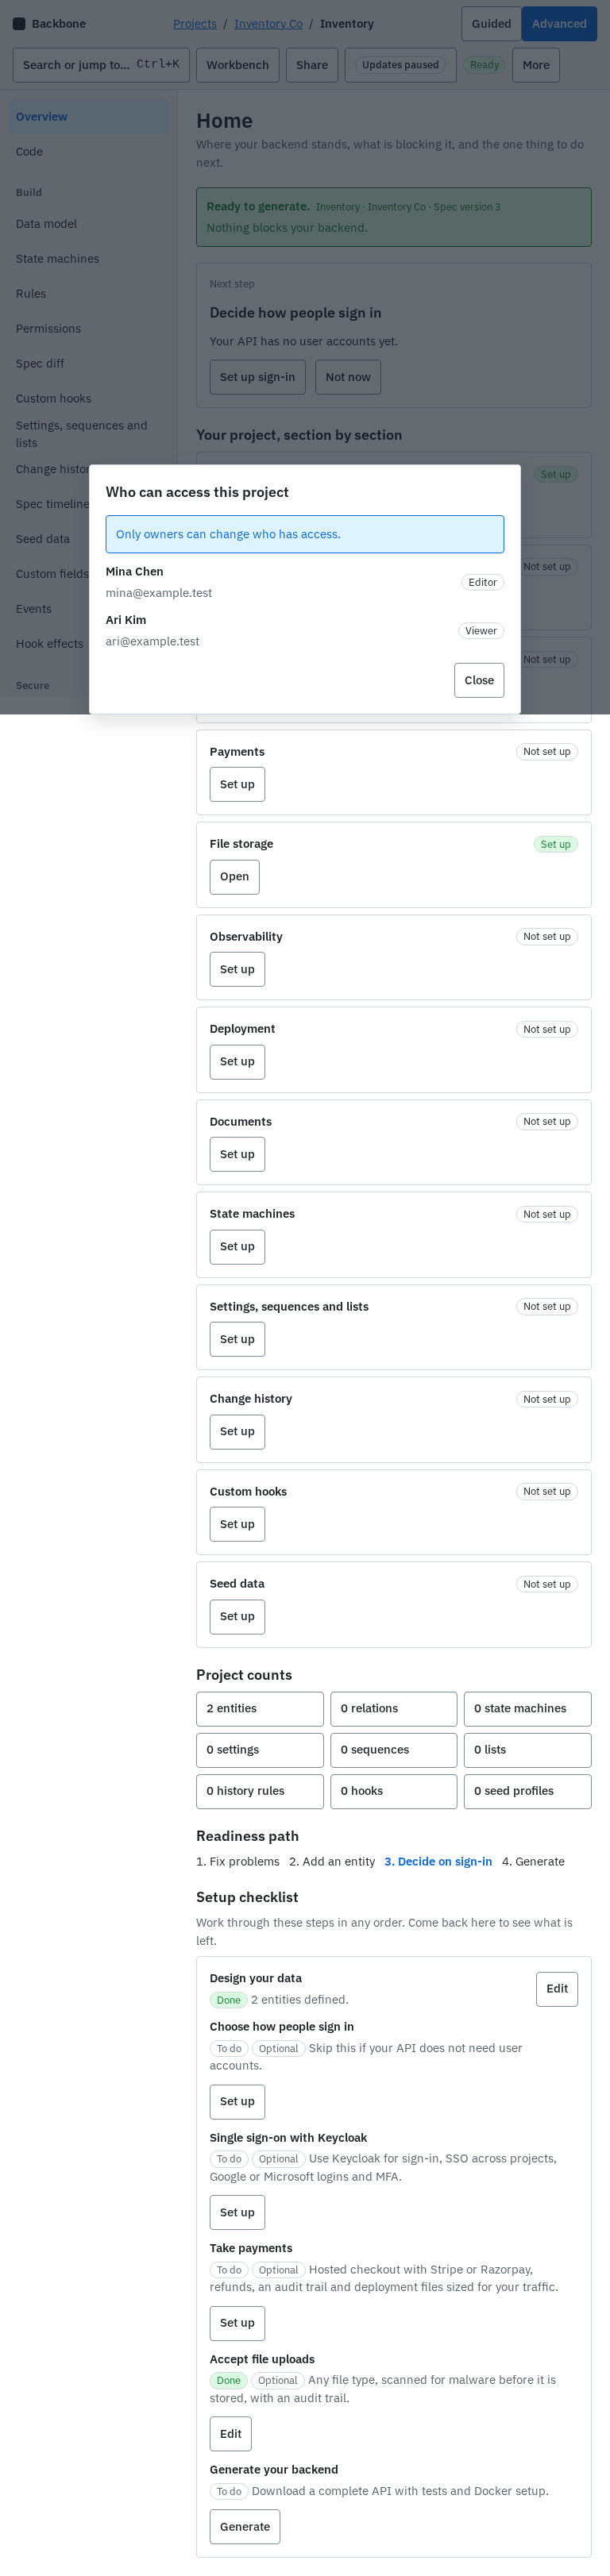 Backbone
Projects / Inventory Co / Inventory
Guided
Advanced
Search or jump to... Ctrl+K
Workbench
Share
Updates paused
Ready
More
Overview
Code
Build
Data model
State machines
Rules
Permissions
Spec diff
Custom hooks
Settings, sequences and
lists
Change histor
Spec timeline
Seed data
Custom fields
Events
Hook effects
Secure
Home
Where your backend stands, what is blocking it, and the one thing to do
next.
Ready to generate. Inventory · Inventory Co · Spec version 3
Nothing blocks your backend.
Next step
Decide how people sign in
Your API has no user accounts yet.
Set up sign-in
Not now
Your project, section by section
Set up
Not set up
Not set up
Who can access this project
Only owners can change who has access.
Mina Chen
mina@example.test
Editor
Ari Kim
ari@example.test
Viewer
Close
Payments
Not set up
Set up
File storage
Set up
Open
Observability
Not set up
Set up
Deployment
Not set up
Set up
Documents
Not set up
Set up
State machines
Not set up
Set up
Settings, sequences and lists
Not set up
Set up
Change history
Not set up
Set up
Custom hooks
Not set up
Set up
Seed data
Not set up
Set up
Project counts
2 entities
0 relations
0 state machines
0 settings
0 sequences
0 lists
0 history rules
0 hooks
0 seed profiles
Readiness path
1. Fix problems 2. Add an entity 3. Decide on sign-in 4. Generate
Setup checklist
Work through these steps in any order. Come back here to see what is
left.
Design your data
Done 2 entities defined.
Edit
Choose how people sign in
To do Optional Skip this if your API does not need user
accounts.
Set up
Single sign-on with Keycloak
To do Optional Use Keycloak for sign-in, SSO across projects,
Google or Microsoft logins and MFA.
Set up
Take payments
To do Optional Hosted checkout with Stripe or Razorpay,
refunds, an audit trail and deployment files sized for your traffic.
Set up
Accept file uploads
Done Optional Any file type, scanned for malware before it is
stored, with an audit trail.
Edit
Generate your backend
To do Download a complete API with tests and Docker setup.
Generate